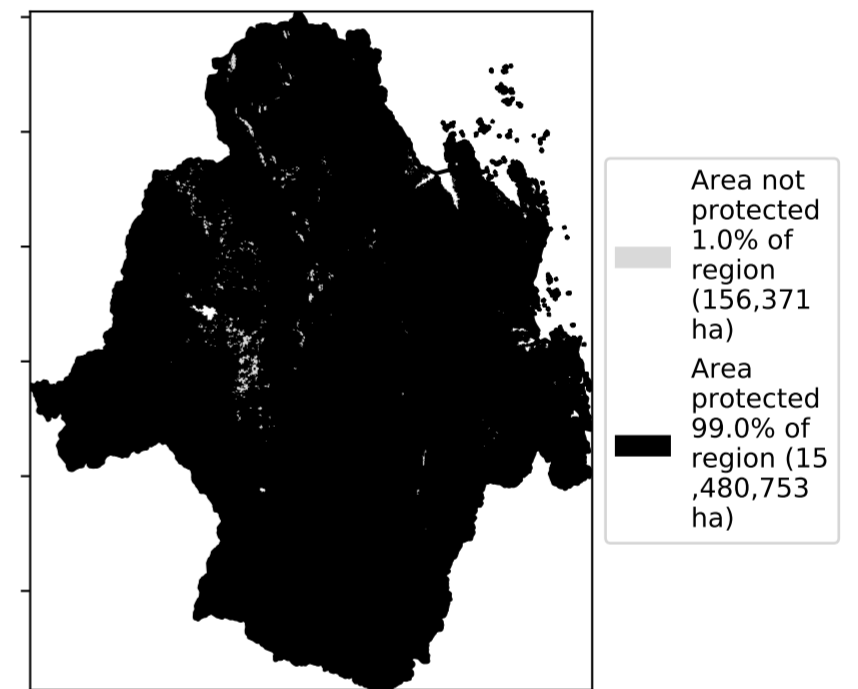 Area not
protected
1.0% of
region
(156,371
ha)
Area
protected
99.0% of
region (15
,480,753
ha)